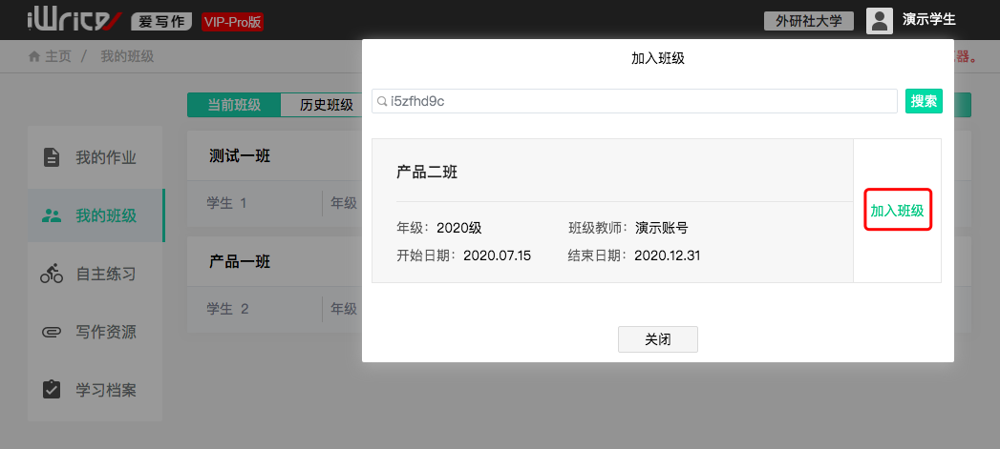 iWrite 爱写作 VIP-Pro版
外研社大学 演示学生
主页 / 我的班级
器。
当前班级 历史班级
我的作业
我的班级
自主练习
写作资源
学习档案
测试一班
学生 1 年级
产品一班
学生 2 年级
加入班级
i5zfhd9c 搜索
产品二班
年级：2020级 班级教师：演示账号
开始日期：2020.07.15 结束日期：2020.12.31
加入班级
关闭